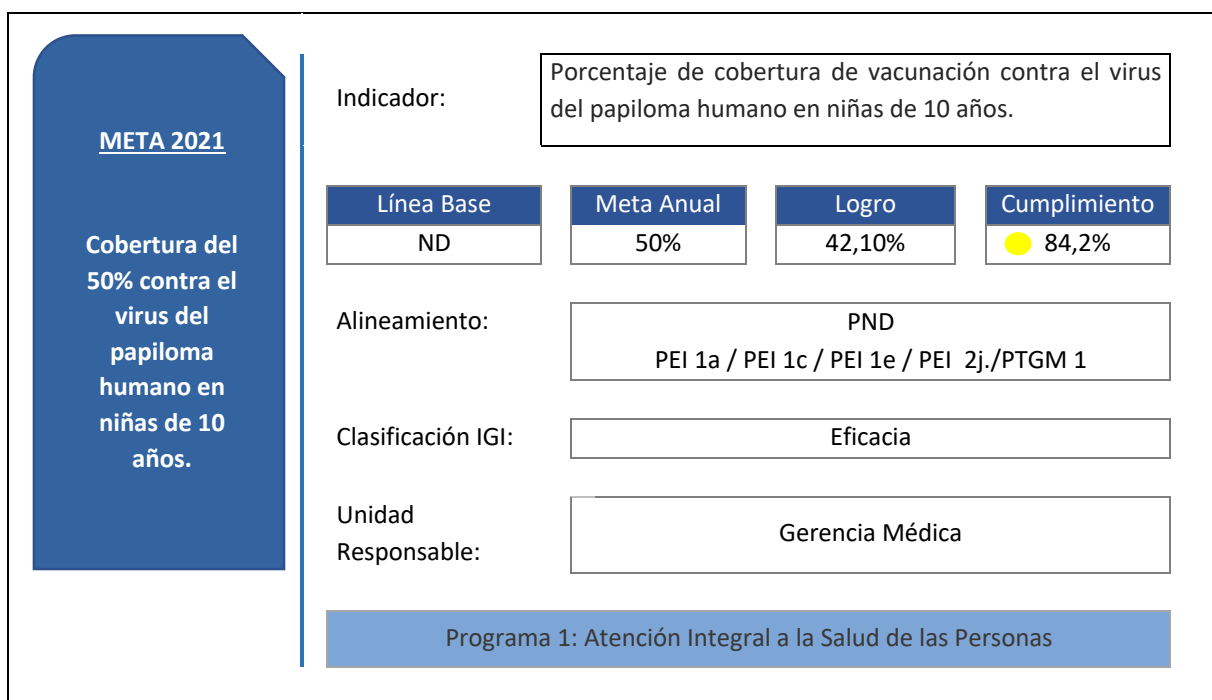 META 2021
Cobertura del
50% contra el
virus del
papiloma
humano en
niñas de 10
años.
Indicador:
Porcentaje de cobertura de vacunación contra el virus
del papiloma humano en niñas de 10 años.
Línea Base
ND
Meta Anual
50%
Logro
42,10%
Cumplimiento
84,2%
Alineamiento:
PND
PEI 1a / PEI 1c / PEI 1e / PEI 2j./PTGM 1
Clasificación IGI:
Eficacia
Unidad
Responsable:
Gerencia Médica
Programa 1: Atención Integral a la Salud de las Personas